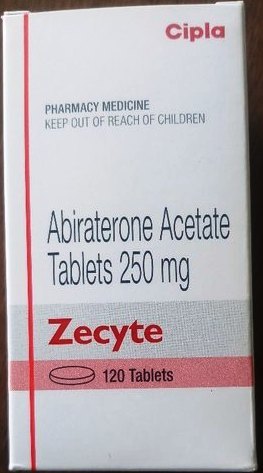 Cipla
PHARMACY MEDICINE
KEEP OUT OF REACH OF CHILDREN
Abiraterone Acetate
Tablets 250 mg
Zecyte
120 Tablets